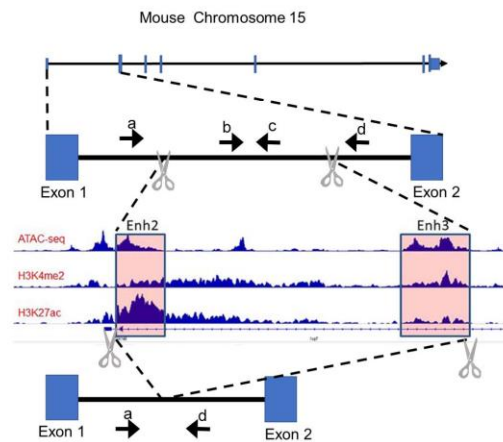 Mouse Chromosome 15
a
b
c
d
Exon 1
Exon 2
Enh2
Enh3
ATAC-seq
H3K4me2
H3K27ac
Exon 1
a
d
Exon 2